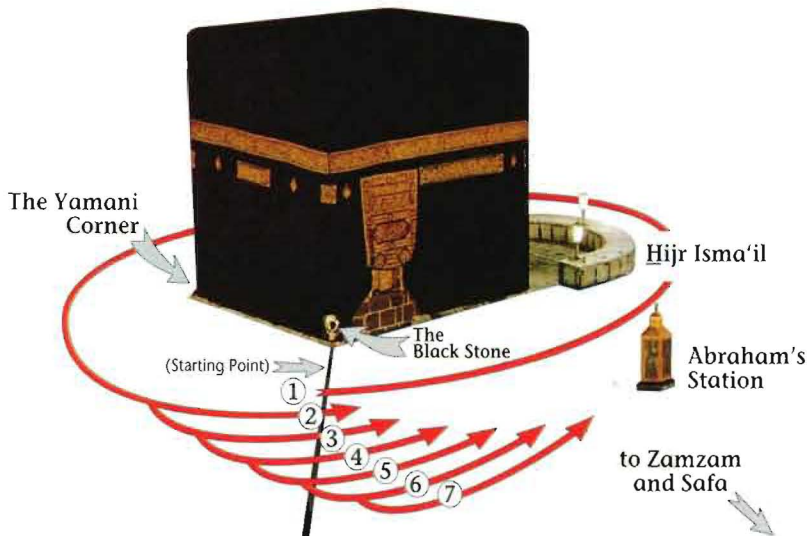 The Yamani
Corner
Hijr Isma‘il
The
Black Stone
(Starting Point)
Abraham’s
Station
1
2
3
4
5
6
7
to Zamzam
and Safa